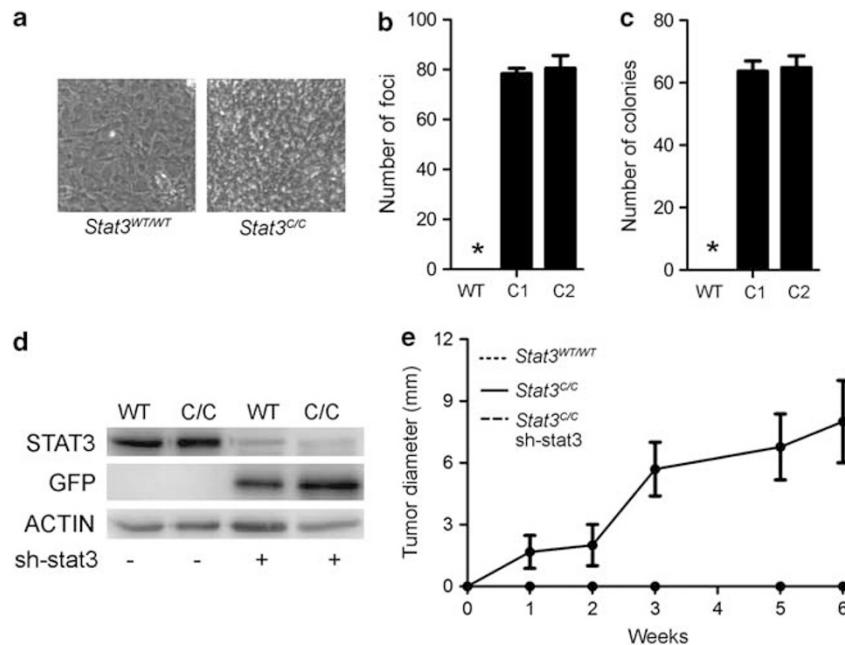 a
Stat3WT/WT
Stat3C/C
b
Number of foci
100
80
60
40
20
0
*
WT C1 C2
c
Number of colonies
80
60
40
20
0
*
WT C1 C2
d
WT C/C WT C/C
STAT3
GFP
ACTIN
sh-stat3 - - + +
e
Tumor diameter (mm)
12
9
6
3
0
Stat3WT/WT
Stat3C/C
Stat3C/C
sh-stat3
0 1 2 3 4 5 6
Weeks